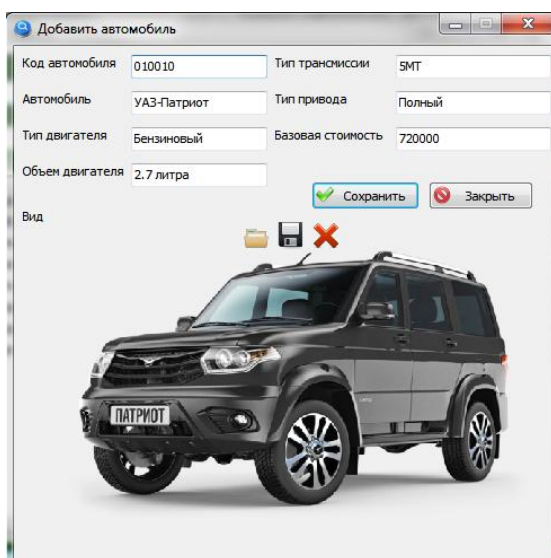 Добавить автомобиль
Код автомобиля 010010 Тип трансмиссии 5МТ
Автомобиль УАЗ-Патриот Тип привода Полный
Тип двигателя Бензиновый Базовая стоимость 720000
Объем двигателя 2.7 литра
Сохранить Закрыть
Вид
ПАТРИОТ